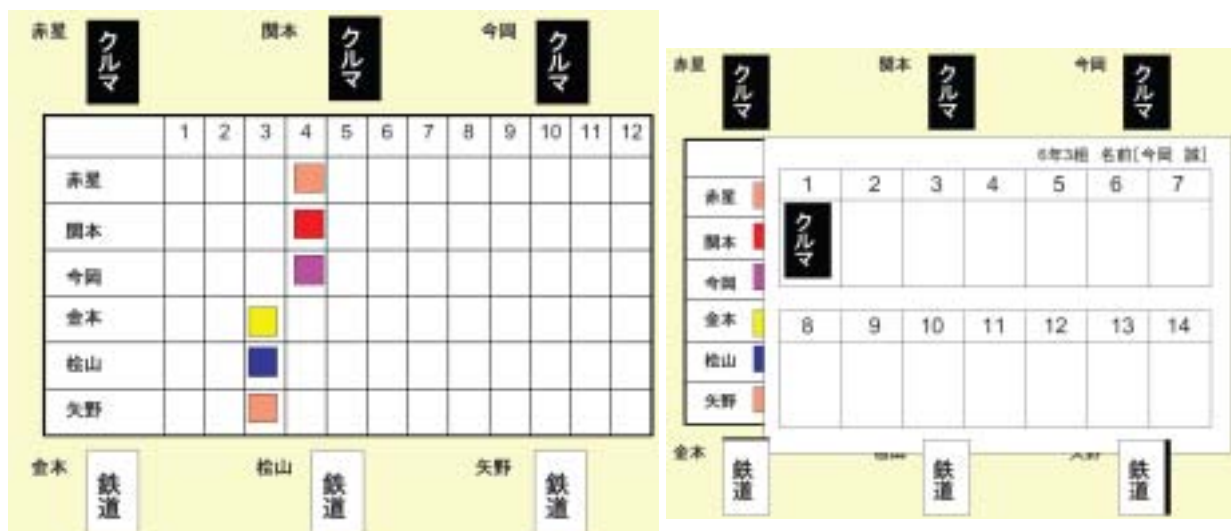 赤星 クルマ 関本 クルマ 今岡 クルマ
1 2 3 4 5 6 7 8 9 10 11 12
赤星
関本
今岡
金本
桧山
矢野
金本 鉄道 桧山 鉄道 矢野 鉄道
赤星 クルマ 関本 クルマ 今岡 クルマ
6年3組 名前[今岡 誠]
1 2 3 4 5 6 7
クルマ
8 9 10 11 12 13 14
赤星
関本
今岡
金本
桧山
矢野
金本 鉄道 鉄道 鉄道